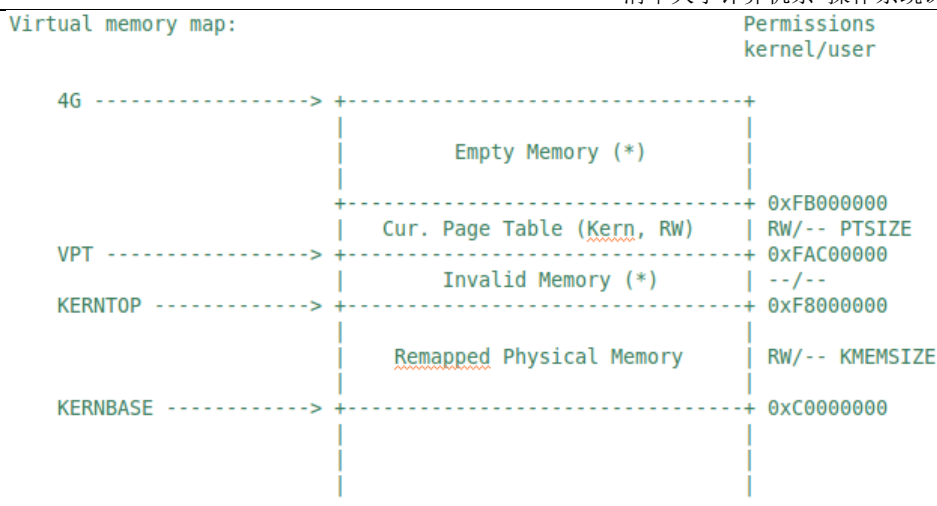 Virtual memory map: Permissions
kernel/user
4G ------------------> +---------------------------------+
| |
| Empty Memory (*) |
| |
+---------------------------------+ 0xFB000000
| Cur. Page Table (Kern, RW) | RW/-- PTSIZE
VPT -----------------> +---------------------------------+ 0xFAC00000
| Invalid Memory (*) | --/--
KERNTOP -------------> +---------------------------------+ 0xF8000000
| |
| Remapped Physical Memory | RW/-- KMEMSIZE
| |
KERNBASE ------------> +---------------------------------+ 0xC0000000
| |
| |
| |